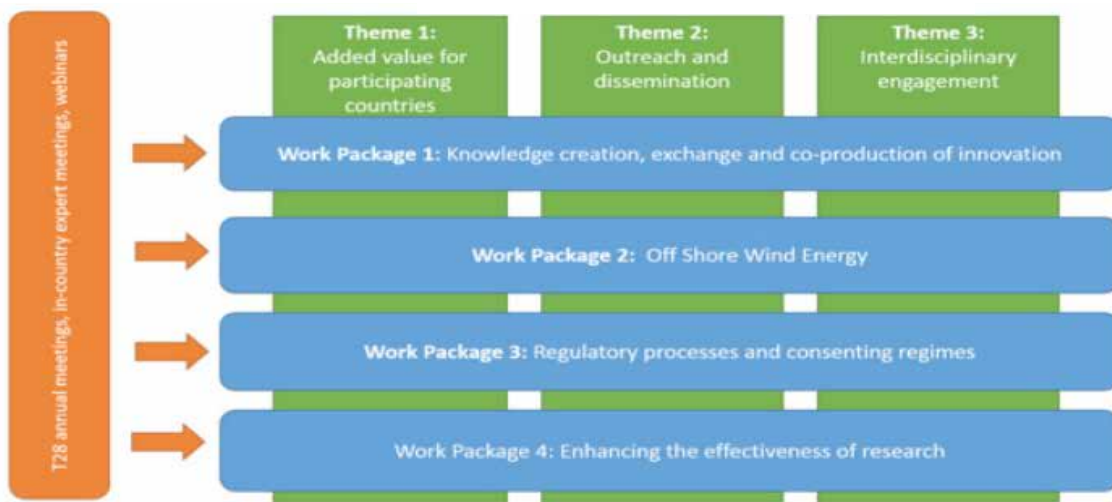 T28 annual meetings, in-country expert meetings, webinars
Theme 1:
Added value for
participating
countries
Theme 2:
Outreach and
dissemination
Theme 3:
Interdisciplinary
engagement
Work Package 1: Knowledge creation, exchange and co-production of innovation
Work Package 2: Off Shore Wind Energy
Work Package 3: Regulatory processes and consenting regimes
Work Package 4: Enhancing the effectiveness of research